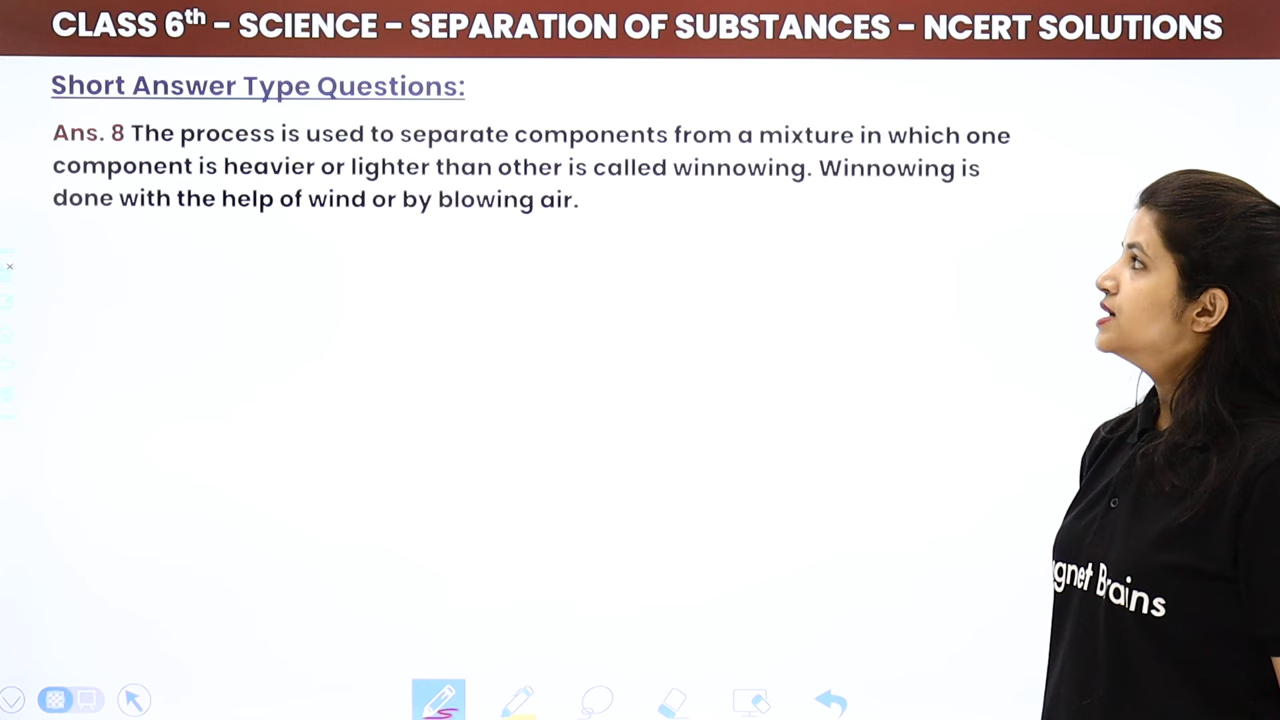 CLASS 6th – SCIENCE – SEPARATION OF SUBSTANCES – NCERT SOLUTIONS
Short Answer Type Questions:
Ans. 8 The process is used to separate components from a mixture in which one
component is heavier or lighter than other is called winnowing. Winnowing is
done with the help of wind or by blowing air.
gnet Brains